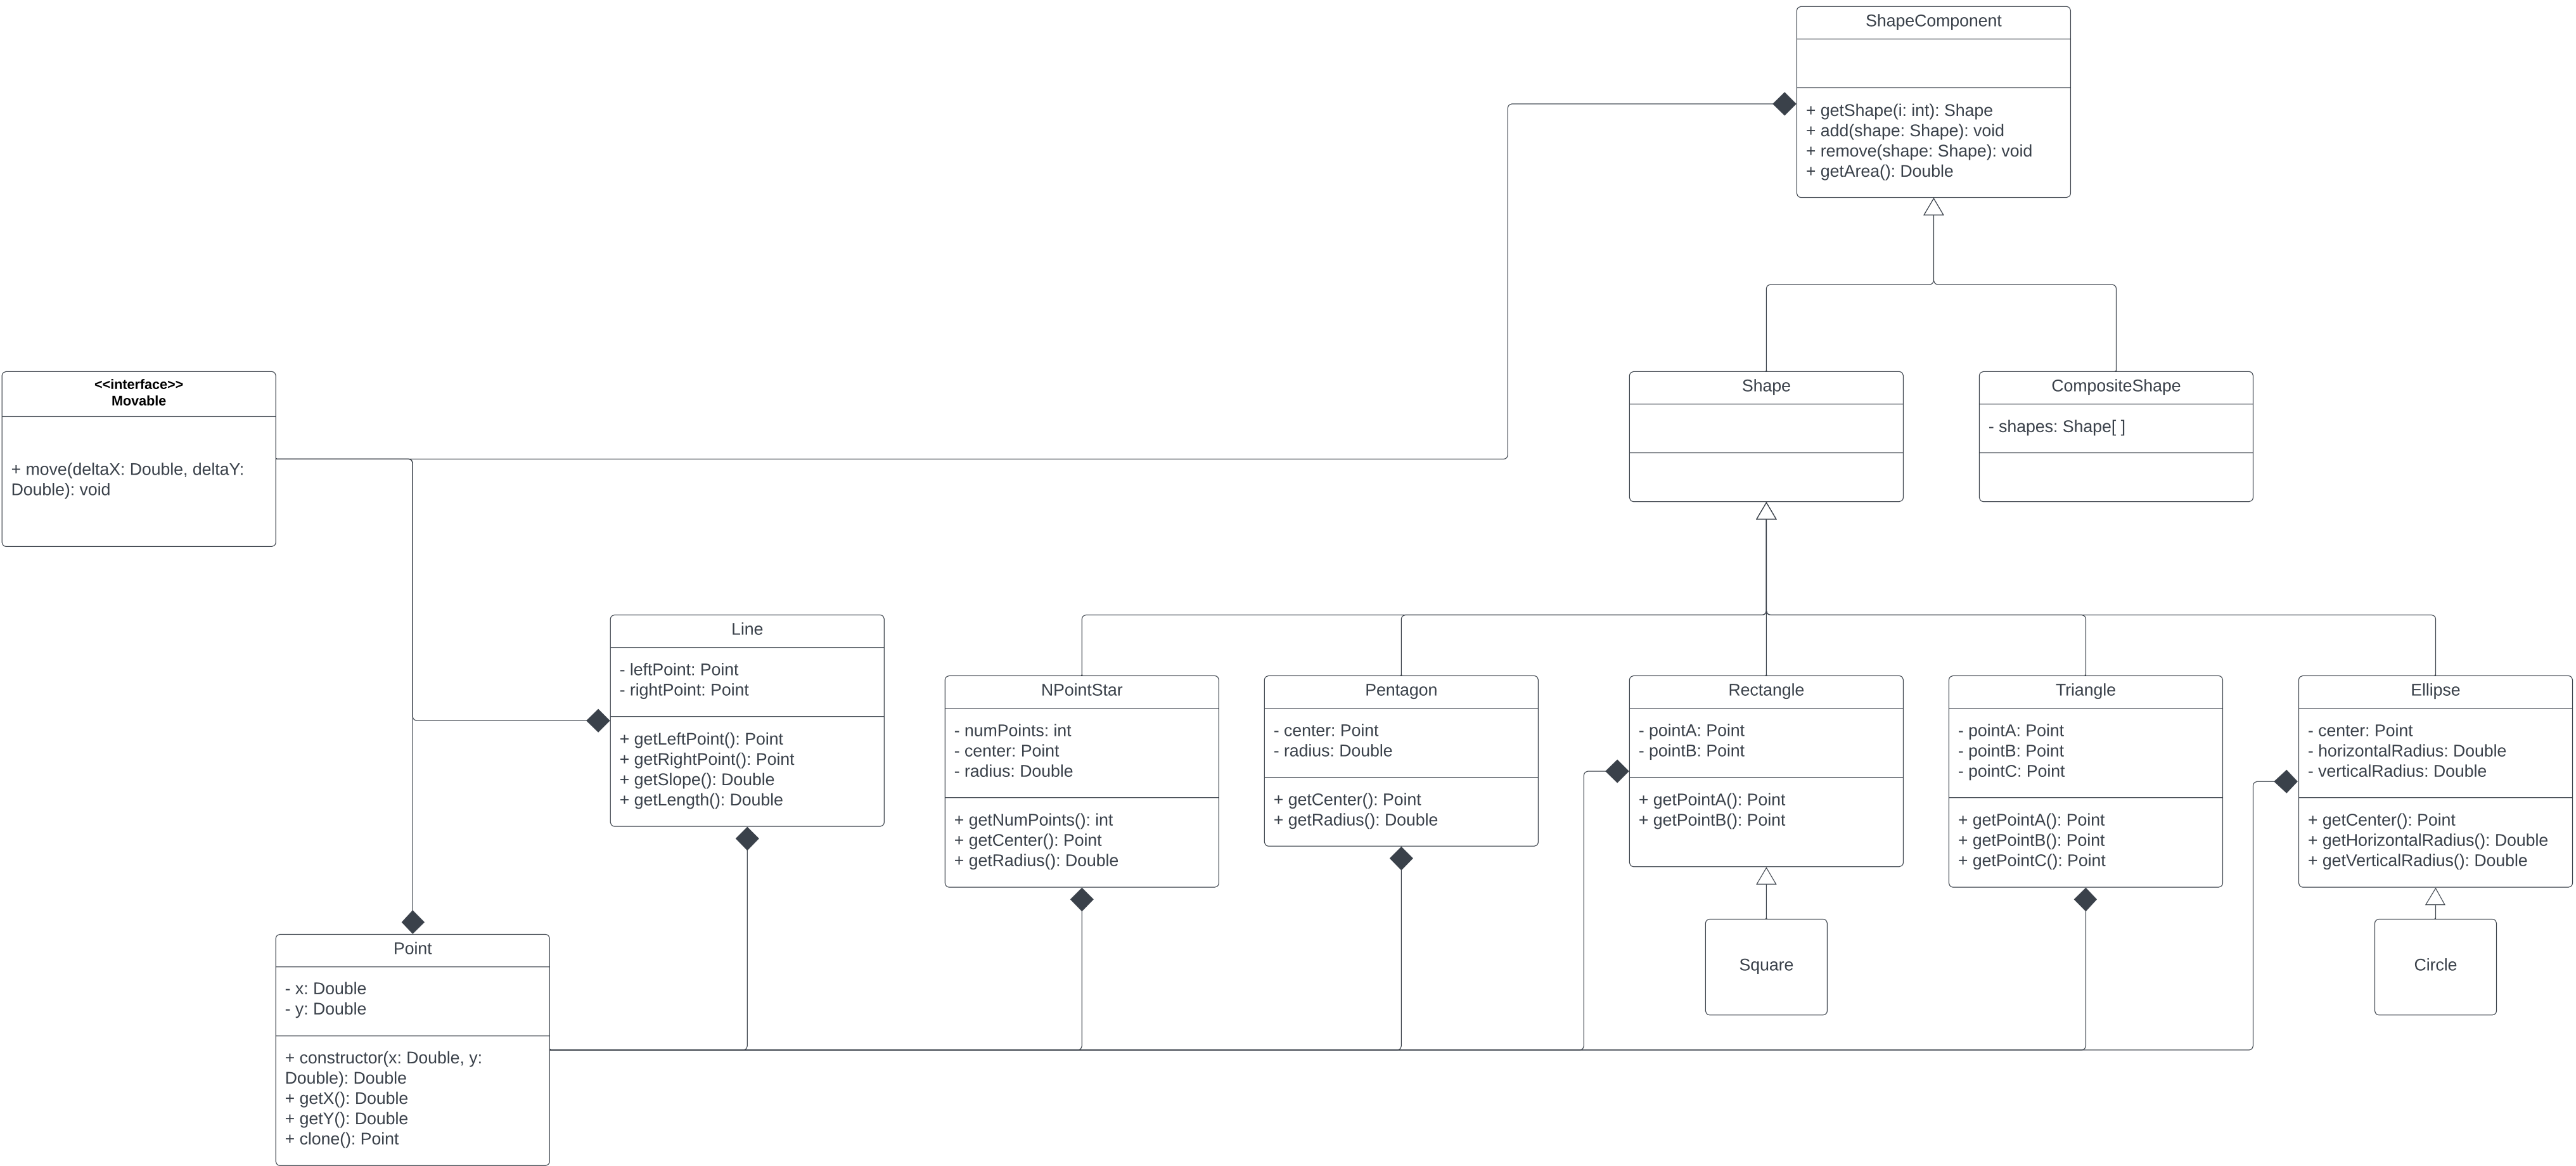 ShapeComponent
+ getShape(i: int): Shape
+ add(shape: Shape): void
+ remove(shape: Shape): void
+ getArea(): Double
<<interface>>
Movable
+ move(deltaX: Double, deltaY:
Double): void
Shape
CompositeShape
- shapes: Shape[ ]
Line
- leftPoint: Point
- rightPoint: Point
+ getLeftPoint(): Point
+ getRightPoint(): Point
+ getSlope(): Double
+ getLength(): Double
NPointStar
- numPoints: int
- center: Point
- radius: Double
+ getNumPoints(): int
+ getCenter(): Point
+ getRadius(): Double
Pentagon
- center: Point
- radius: Double
+ getCenter(): Point
+ getRadius(): Double
Rectangle
- pointA: Point
- pointB: Point
+ getPointA(): Point
+ getPointB(): Point
Triangle
- pointA: Point
- pointB: Point
- pointC: Point
+ getPointA(): Point
+ getPointB(): Point
+ getPointC(): Point
Ellipse
- center: Point
- horizontalRadius: Double
- verticalRadius: Double
+ getCenter(): Point
+ getHorizontalRadius(): Double
+ getVerticalRadius(): Double
Point
- x: Double
- y: Double
+ constructor(x: Double, y:
Double): Double
+ getX(): Double
+ getY(): Double
+ clone(): Point
Square
Circle